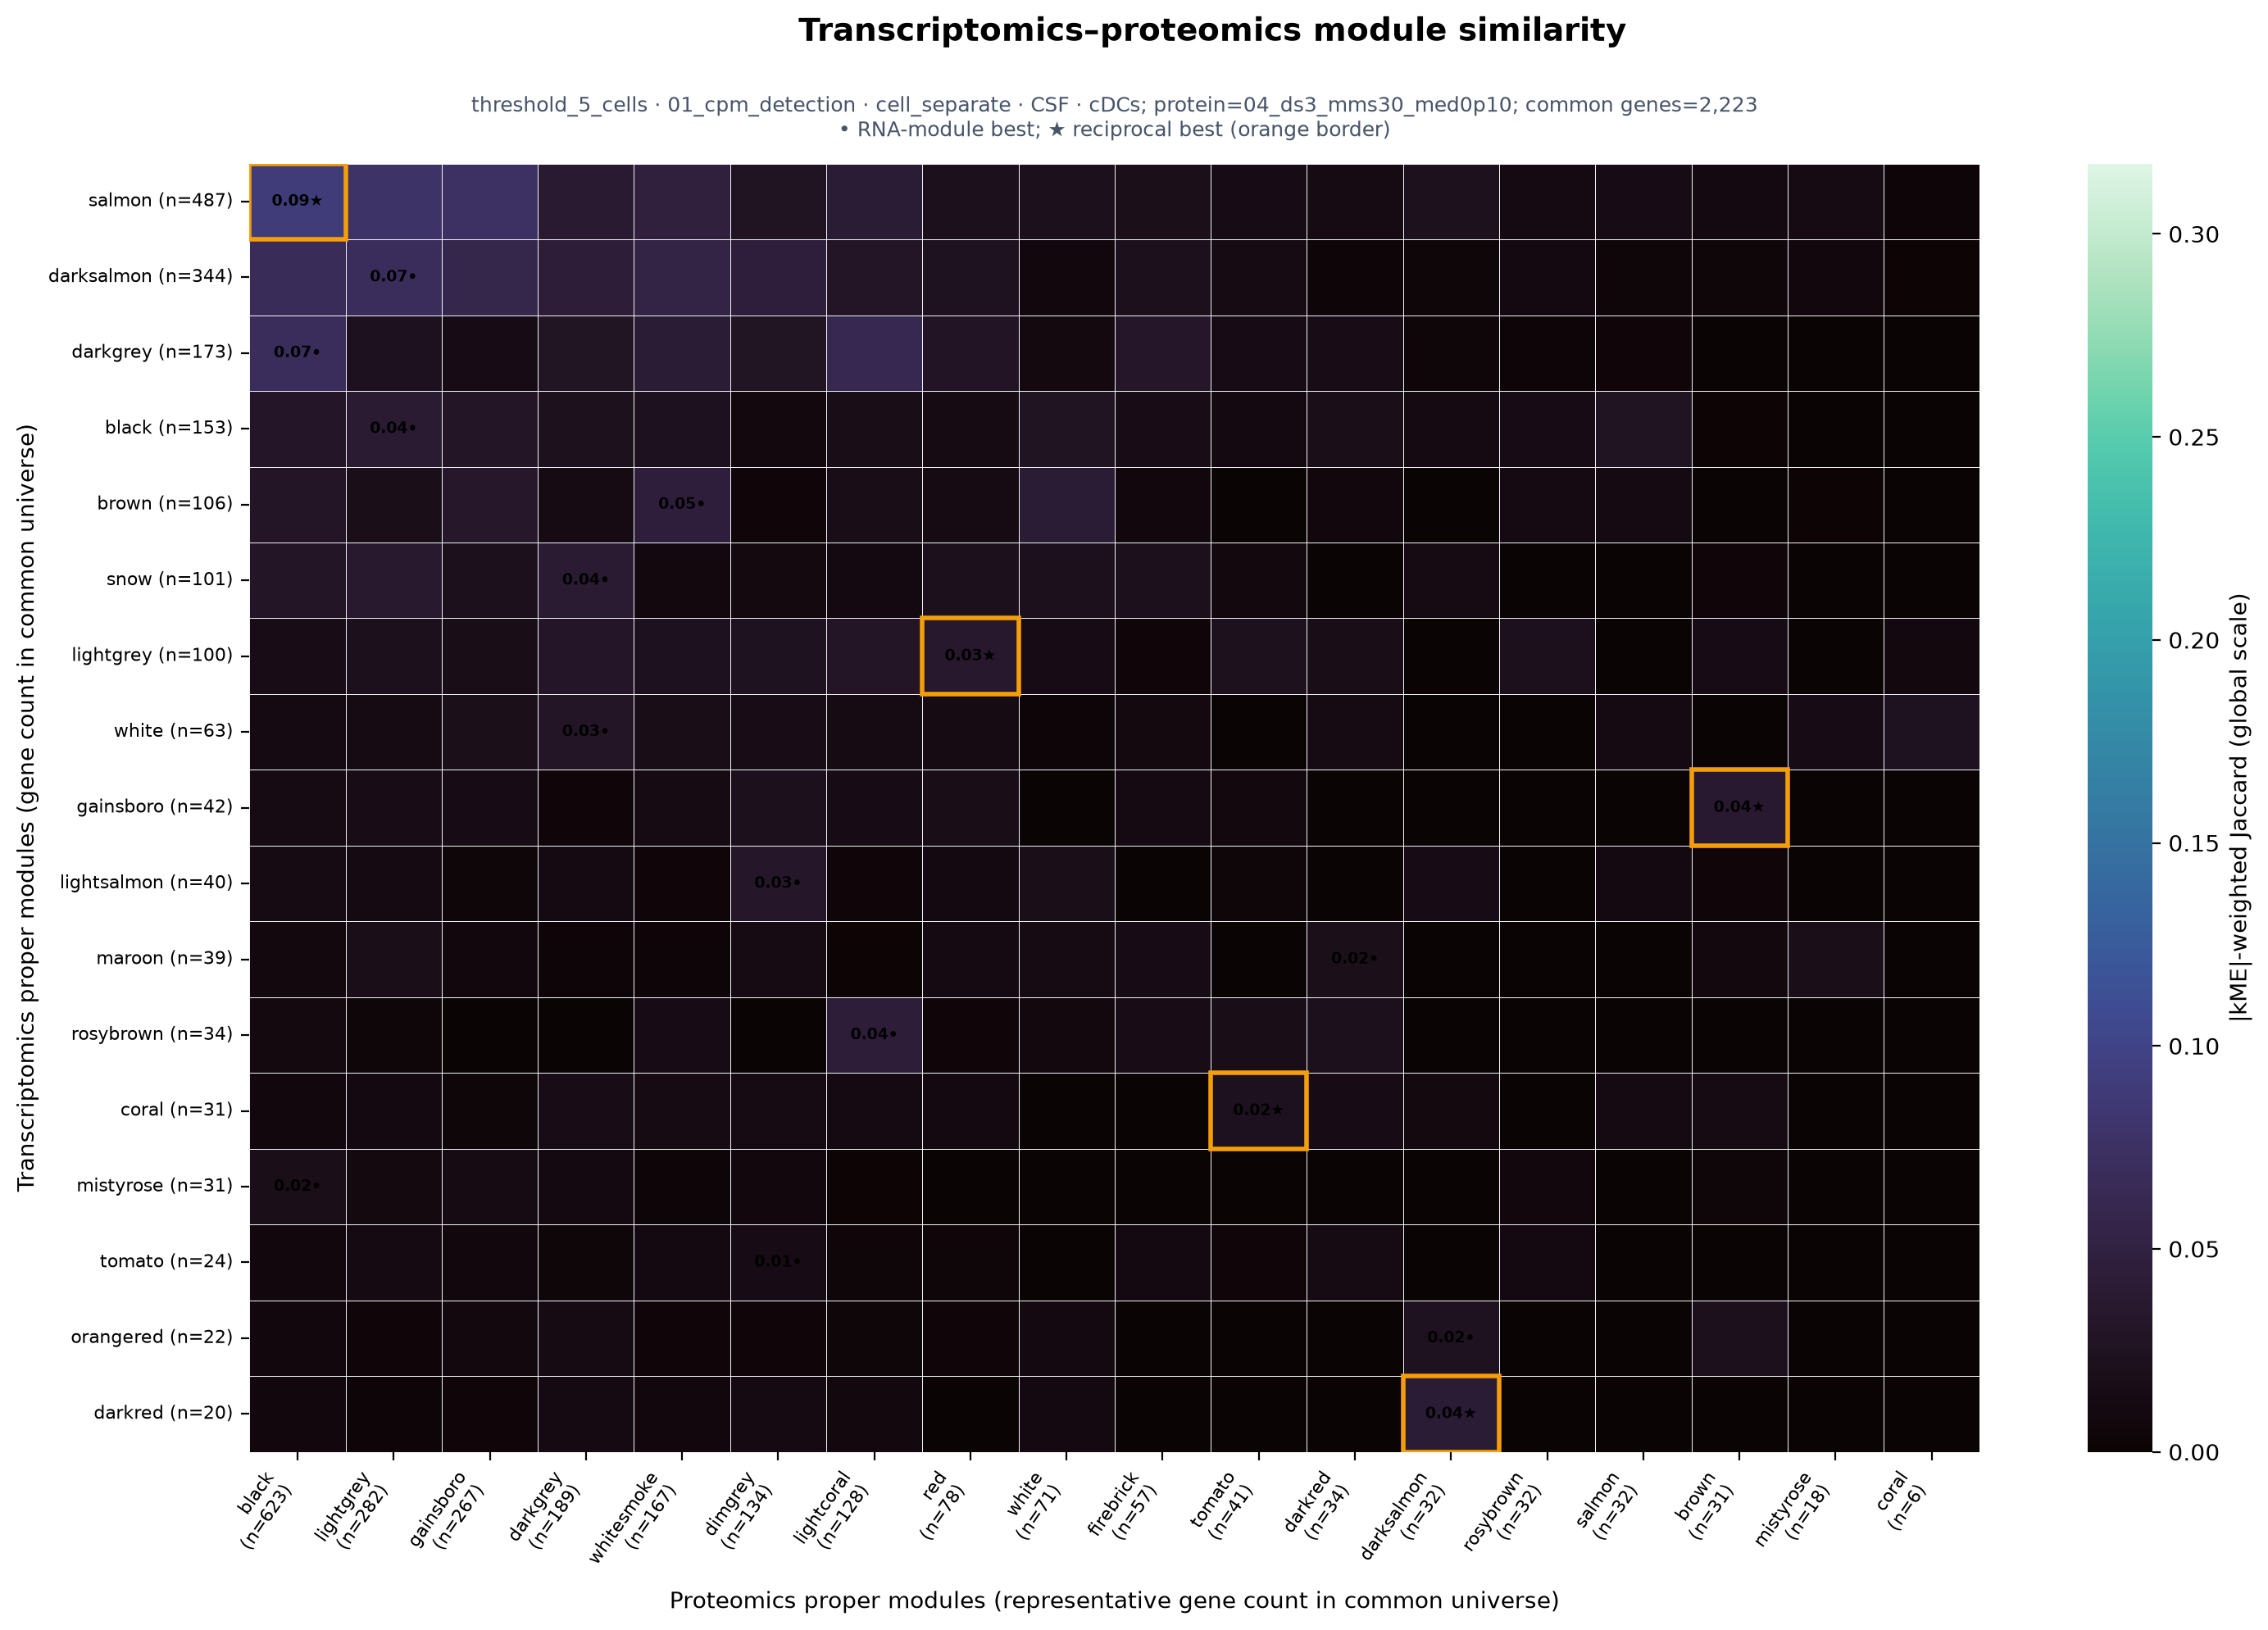 Transcriptomics–proteomics module similarity
threshold_5_cells · 01_cpm_detection · cell_separate · CSF · cDCs; protein=04_ds3_mms30_med0p10; common genes=2,223
• RNA-module best; ★ reciprocal best (orange border)
Transcriptomics proper modules (gene count in common universe)
salmon (n=487)
darksalmon (n=344)
darkgrey (n=173)
black (n=153)
brown (n=106)
snow (n=101)
lightgrey (n=100)
white (n=63)
gainsboro (n=42)
lightsalmon (n=40)
maroon (n=39)
rosybrown (n=34)
coral (n=31)
mistyrose (n=31)
tomato (n=24)
orangered (n=22)
darkred (n=20)
0.09★
0.07•
0.07•
0.04•
0.05•
0.04•
0.03★
0.03•
0.04★
0.03•
0.02•
0.04•
0.02★
0.02•
0.01•
0.02•
0.04★
black
(n=623)
lightgrey
(n=282)
gainsboro
(n=267)
darkgrey
(n=189)
whitesmoke
(n=167)
dimgrey
(n=134)
lightcoral
(n=128)
red
(n=78)
white
(n=71)
firebrick
(n=57)
tomato
(n=41)
darkred
(n=34)
darksalmon
(n=32)
rosybrown
(n=32)
salmon
(n=32)
brown
(n=31)
mistyrose
(n=18)
coral
(n=6)
Proteomics proper modules (representative gene count in common universe)
0.30
0.25
0.20
0.15
0.10
0.05
0.00
|kME|-weighted Jaccard (global scale)